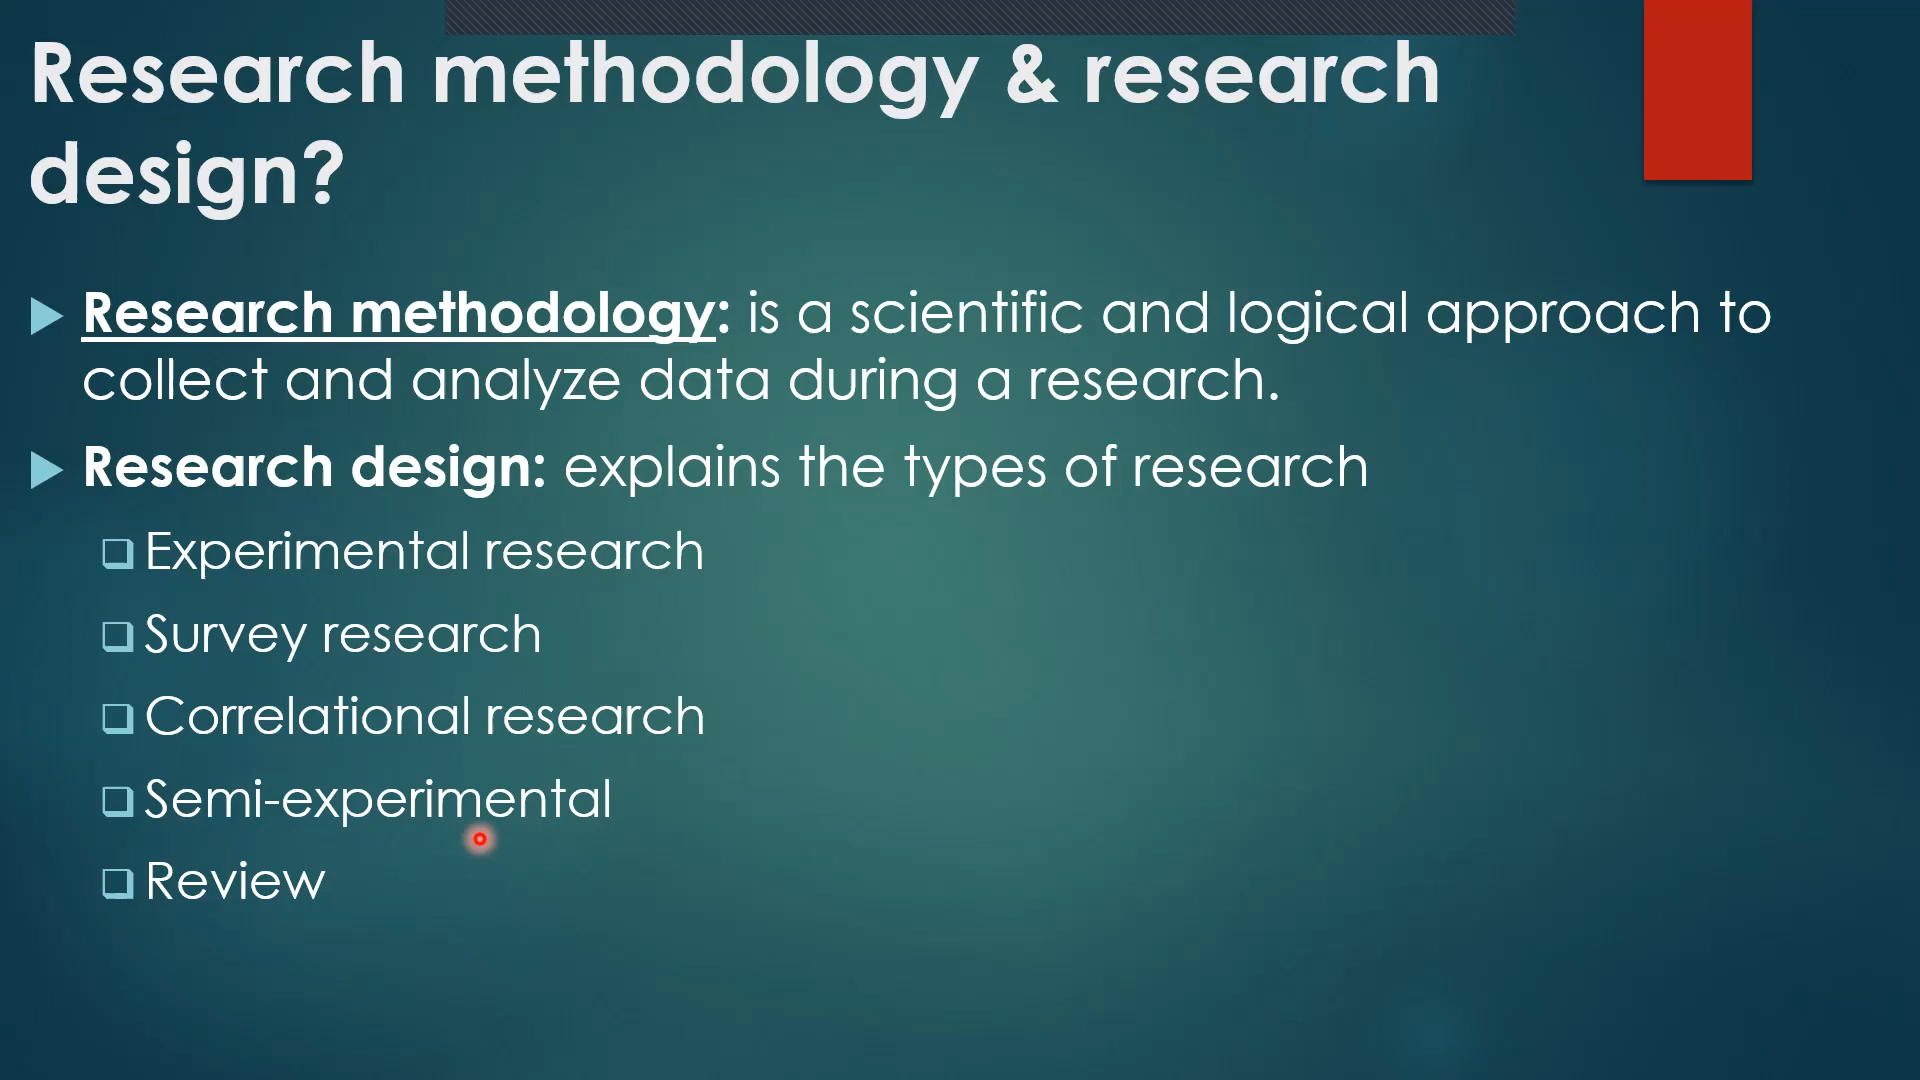 Research methodology & research
design?
Research methodology: is a scientific and logical approach to
collect and analyze data during a research.
Research design: explains the types of research
Experimental research
Survey research
Correlational research
Semi-experimental
Review